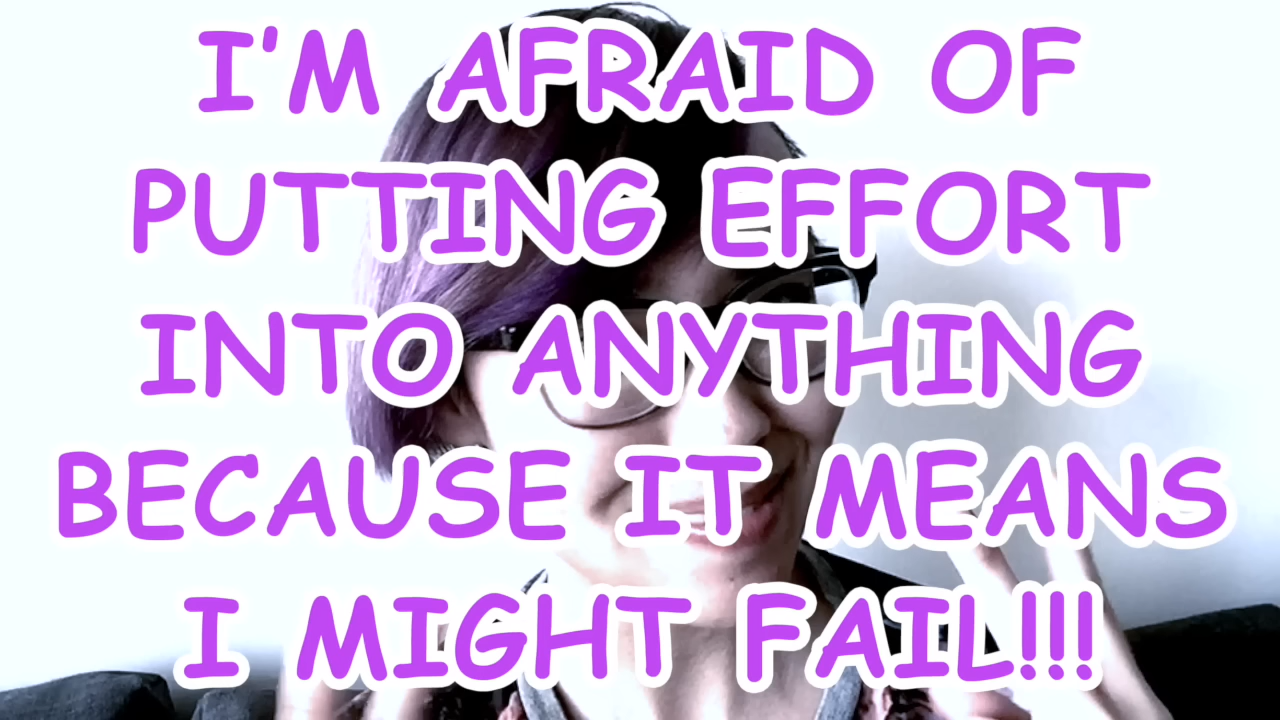 I'M AFRAID OF
PUTTING EFFORT
INTO ANYTHING
BECAUSE IT MEANS
I MIGHT FAIL!!!